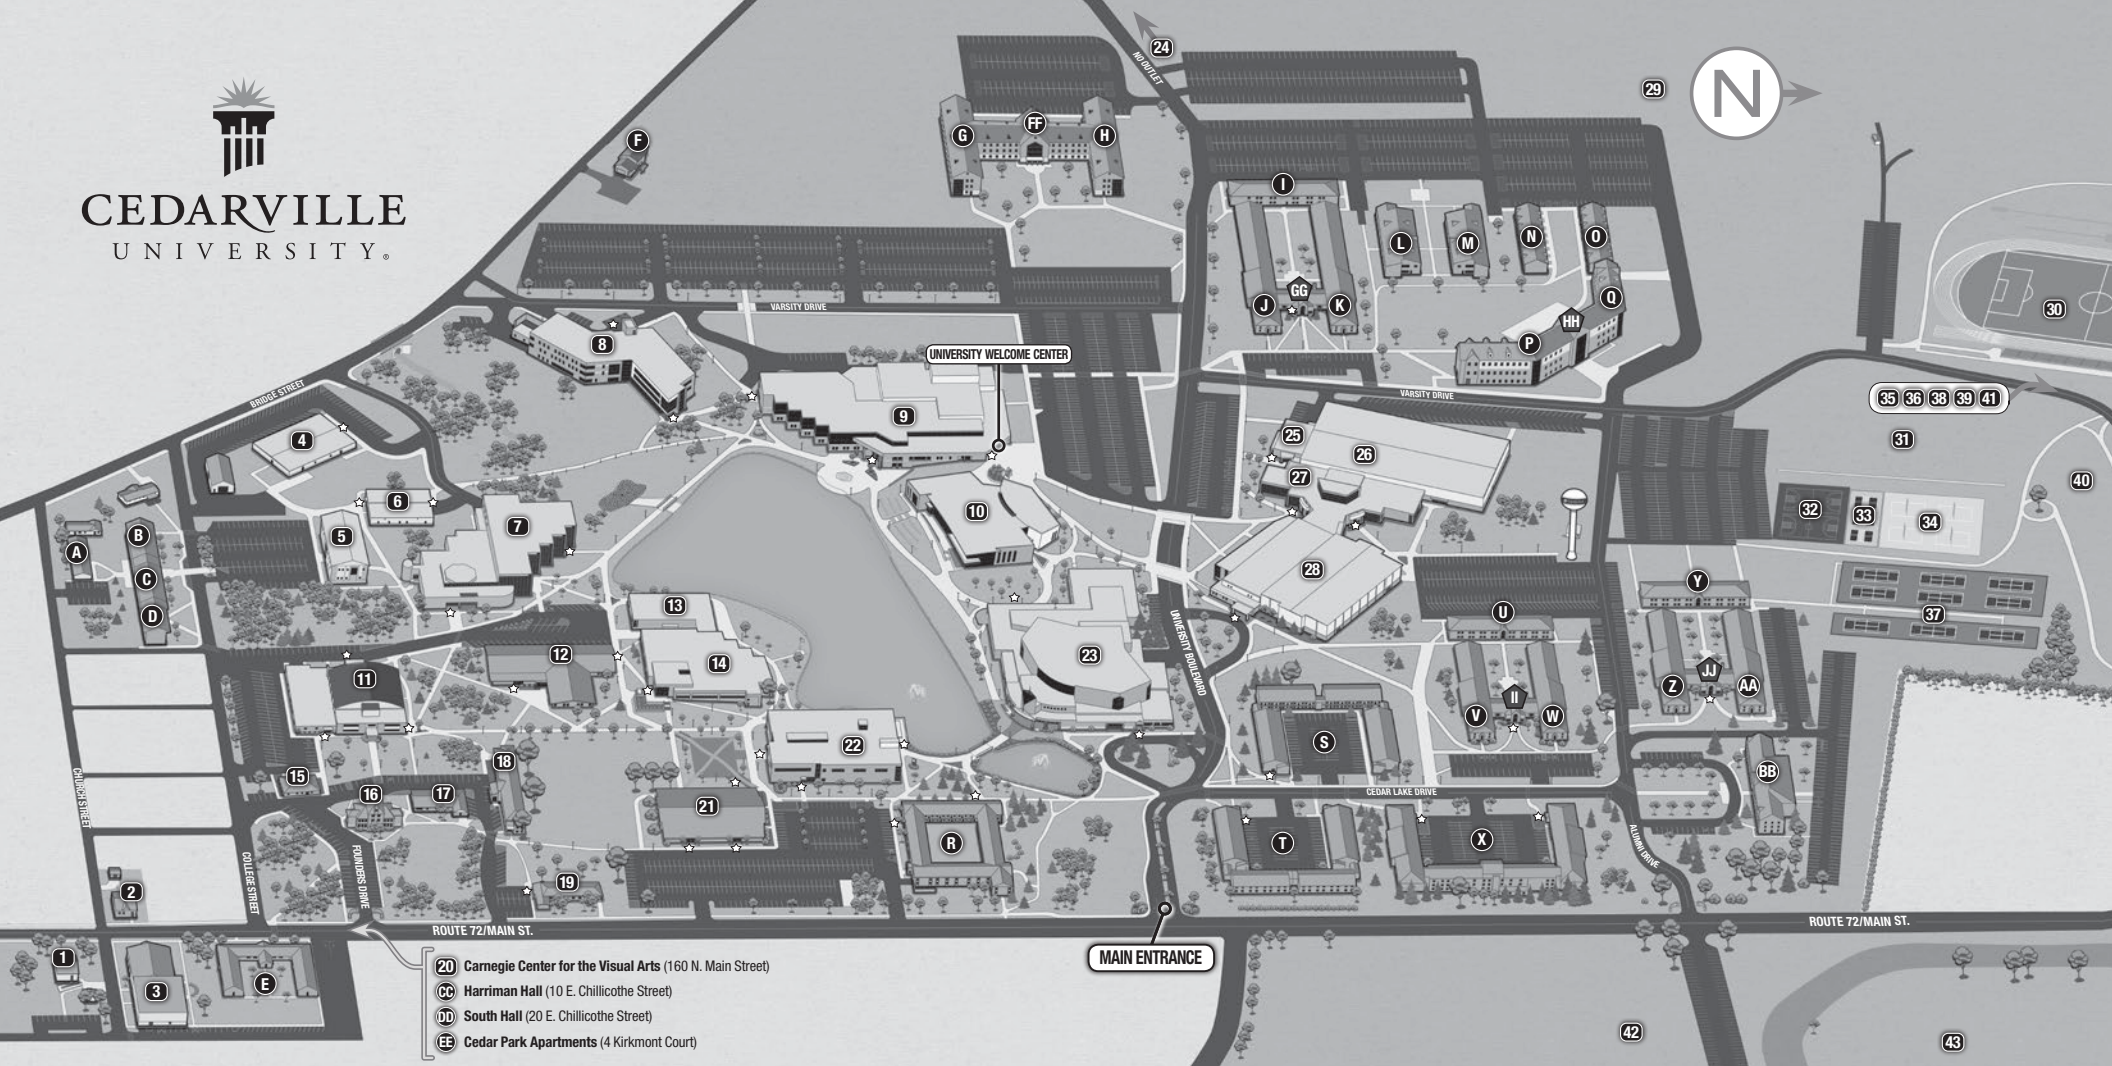 CEDARVILLE
UNIVERSITY®
N
NO OUTLET
24
29
F
G
FF
H
I
L
M
N
O
J
GG
K
Q
HH
P
30
VARSITY DRIVE
8
UNIVERSITY WELCOME CENTER
9
BRIDGE STREET
VARSITY DRIVE
35 36 38 39 41
4
25
26
27
31
40
6
7
5
10
32
33
34
A
B
C
D
28
Y
U
37
13
12
14
11
23
UNIVERSITY BOULEVARD
Z
JJ
AA
V
II
W
S
22
18
BB
15
16
17
21
CEDAR LAKE DRIVE
CHURCH STREET
R
T
X
ALUMNI DRIVE
COLLEGE STREET
FOUNDERS DRIVE
2
19
ROUTE 72/MAIN ST.
ROUTE 72/MAIN ST.
MAIN ENTRANCE
1
3
E
20 Carnegie Center for the Visual Arts (160 N. Main Street)
CC Harriman Hall (10 E. Chillicothe Street)
DD South Hall (20 E. Chillicothe Street)
EE Cedar Park Apartments (4 Kirkmont Court)
42
43